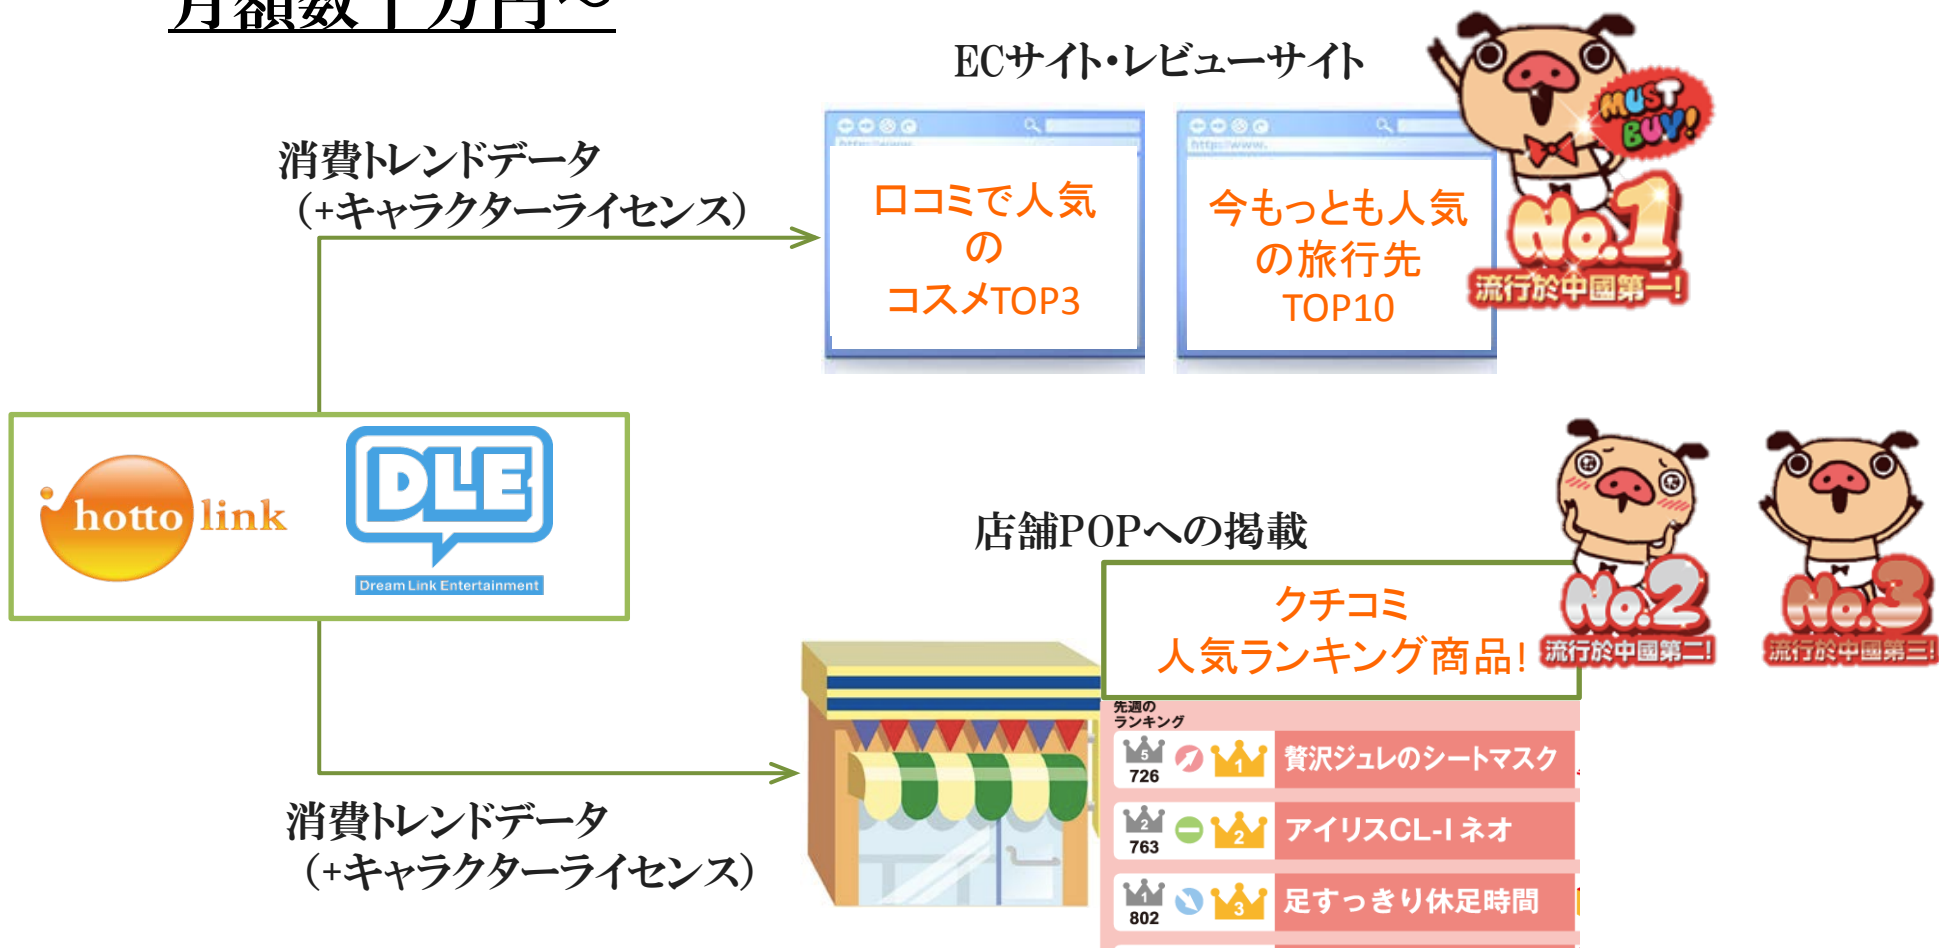 月額数千万円～
ECサイト・レビューサイト
MUST
BUY!
消費トレンドデータ
（+キャラクターライセンス）
http://www.
口コミで人気
の
コスメTOP3
http://www.
今もっとも人気
の旅行先
TOP10
No.1
流行於中國第一!
hotto link
DLE
Dream Link Entertainment
店舗POPへの掲載
クチコミ
人気ランキング商品!
No.2
流行於中國第二!
No.3
流行於中國第三!
先週の
ランキング
5
726
1
贅沢ジュレのシートマスク
2
763
2
アイリスCL-I ネオ
1
802
3
足すっきり休足時間
消費トレンドデータ
（+キャラクターライセンス）